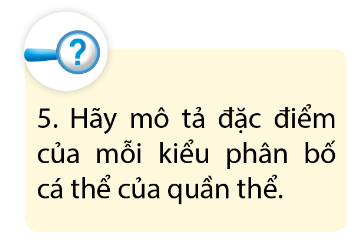 ?
5. Hãy mô tả đặc điểm
của mỗi kiểu phân bố
cá thể của quần thể.